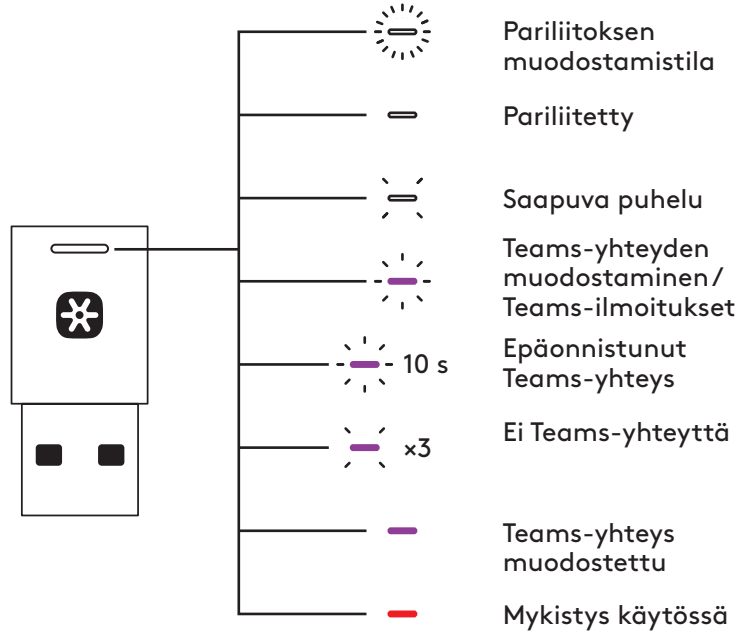 Pariliitoksen
muodostamistila
Pariliitetty
Saapuva puhelu
Teams-yhteyden
muodostaminen /
Teams-ilmoitukset
10 s
Epäonnistunut
Teams-yhteys
×3
Ei Teams-yhteyttä
Teams-yhteys
muodostettu
Mykistys käytössä